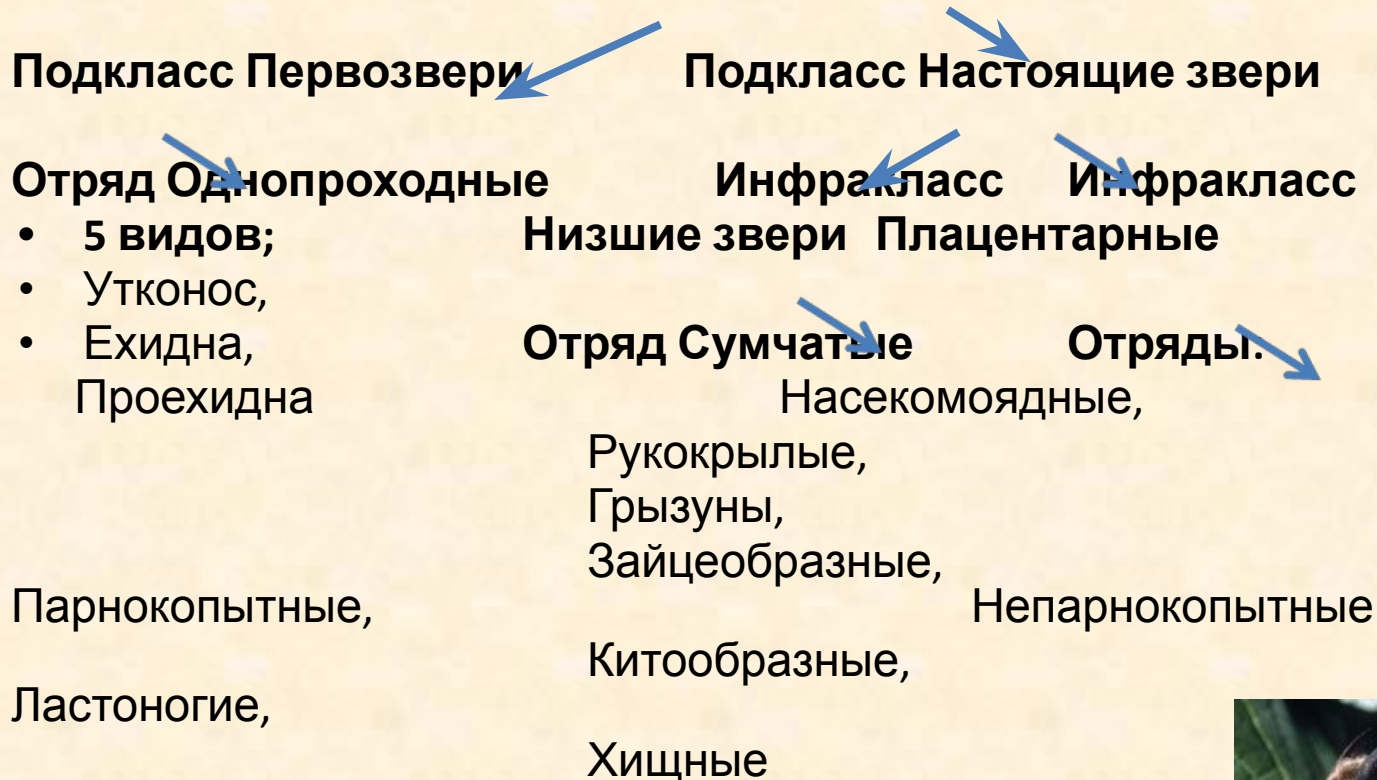 Подкласс Первозвери Подкласс Настоящие звери
Отряд Однопроходные Инфракласс Инфракласс
• 5 видов; Низшие звери Плацентарные
• Утконос,
• Ехидна, Отряд Сумчатые Отряды:
Проехидна Насекомоядные,
Рукокрылые,
Грызуны,
Зайцеобразные,
Парнокопытные, Непарнокопытные
Китообразные,
Ластоногие,
Хищные